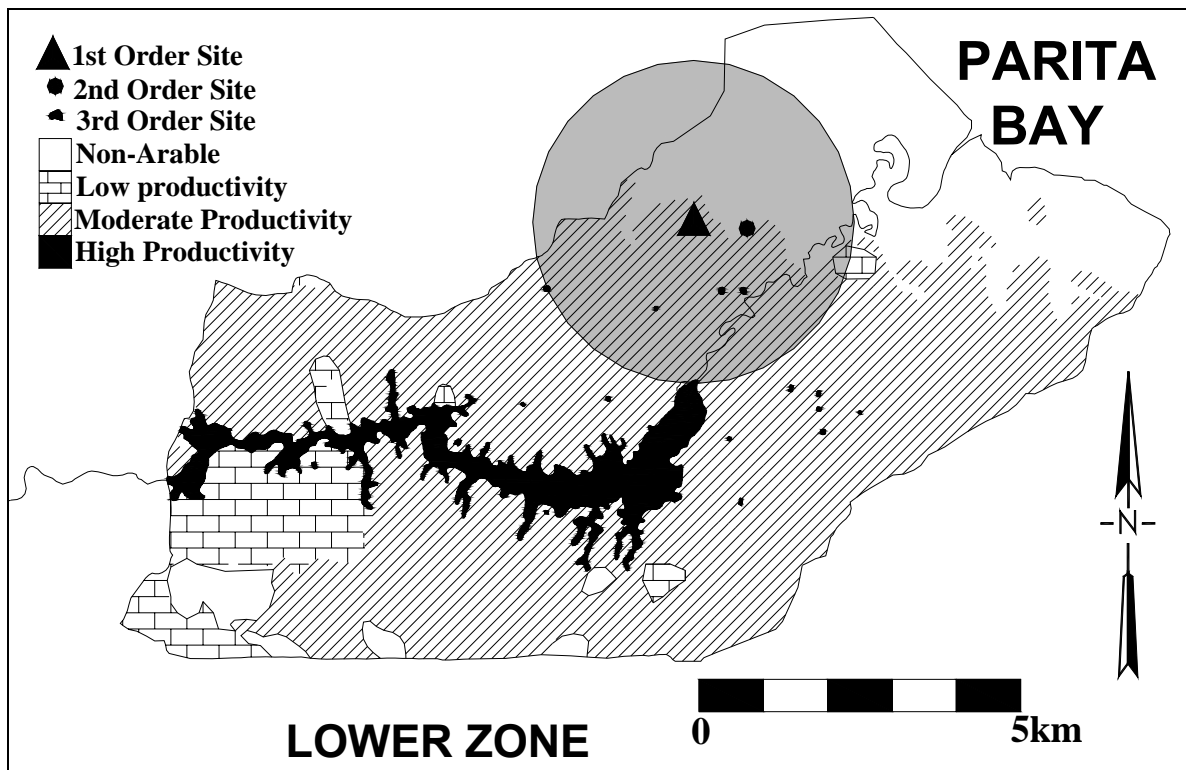 1st Order Site
2nd Order Site
3rd Order Site
Non-Arable
Low productivity
Moderate Productivity
High Productivity
PARITA
BAY
N
0
5km
LOWER ZONE